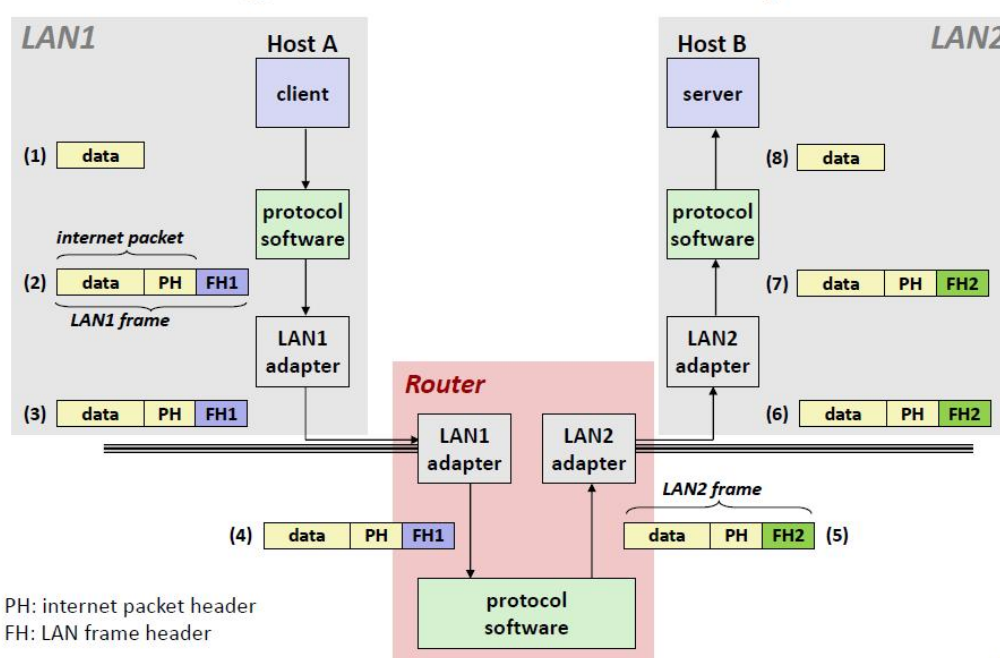 LAN1
Host A
client
(1) data
protocol
software
internet packet
(2) data PH FH1
LAN1 frame
LAN1
adapter
(3) data PH FH1
Host B
LAN2
server
(8) data
protocol
software
(7) data PH FH2
LAN2
adapter
(6) data PH FH2
Router
LAN1
adapter
LAN2
adapter
(4) data PH FH1
LAN2 frame
data PH FH2 (5)
protocol
software
PH: internet packet header
FH: LAN frame header